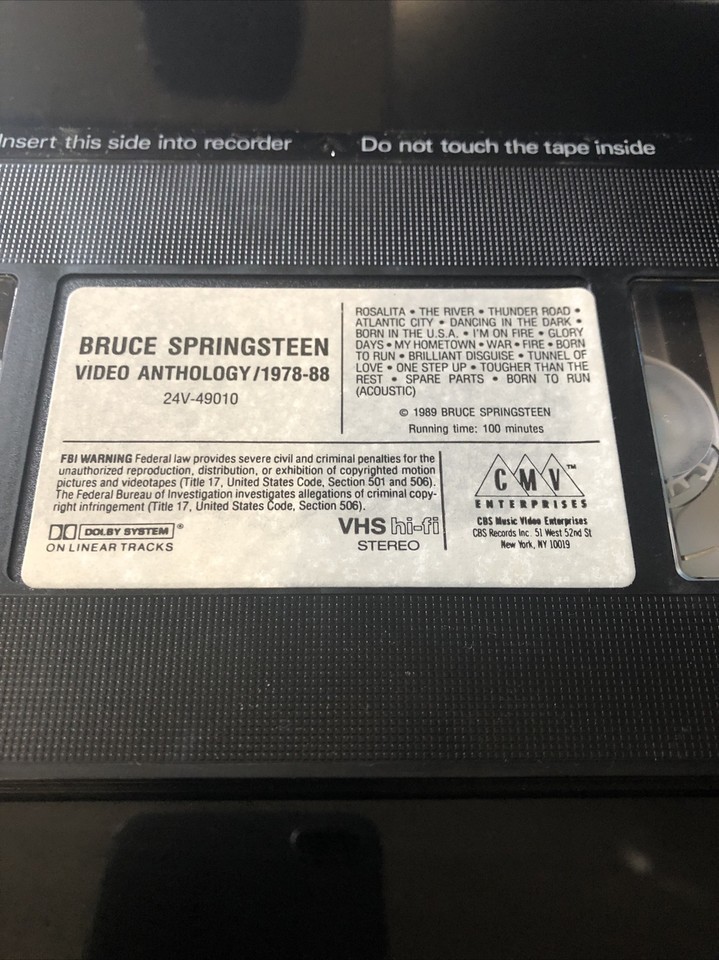 Insert this side into recorder
Do not touch the tape inside
BRUCE SPRINGSTEEN
VIDEO ANTHOLOGY/1978-88
24V-49010
ROSALITA • THE RIVER • THUNDER ROAD •
ATLANTIC CITY • DANCING IN THE DARK •
BORN IN THE U.S.A. • I'M ON FIRE • GLORY
DAYS • MY HOMETOWN • WAR • FIRE • BORN
TO RUN • BRILLIANT DISGUISE • TUNNEL OF
LOVE • ONE STEP UP • TOUGHER THAN THE
REST • SPARE PARTS • BORN TO RUN
(ACOUSTIC)
© 1989 BRUCE SPRINGSTEEN
Running time: 100 minutes
FBI WARNING Federal law provides severe civil and criminal penalties for the
unauthorized reproduction, distribution, or exhibition of copyrighted motion
pictures and videotapes (Title 17, United States Code, Section 501 and 506).
The Federal Bureau of Investigation investigates allegations of criminal copy-
right infringement (Title 17, United States Code, Section 506).
DOLBY SYSTEM®
ON LINEAR TRACKS
VHS hi-fi
STEREO
CMV™
ENTERPRISES
CBS Music Video Enterprises
CBS Records Inc. 51 West 52nd St
New York, NY 10019